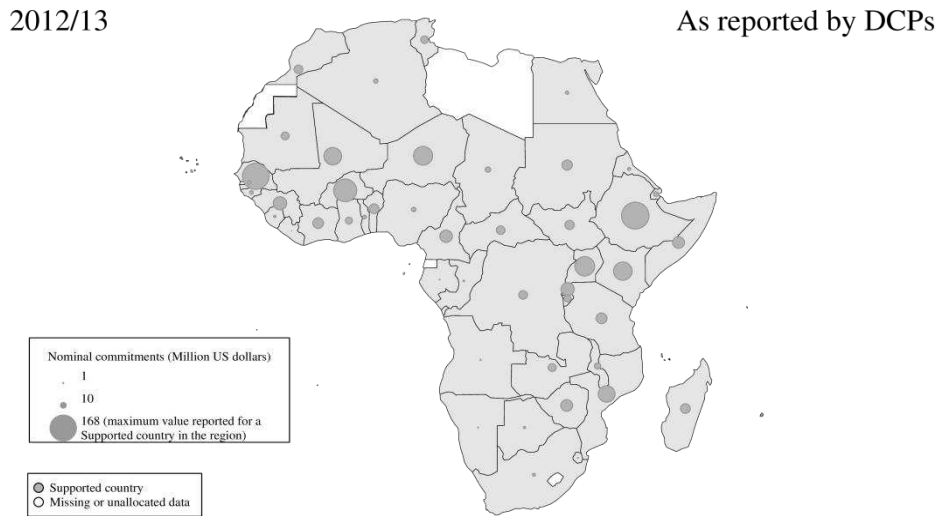 2012/13
As reported by DCPs
Nominal commitments (Million US dollars)
1
10
168 (maximum value reported for a
Supported country in the region)
Supported country
Missing or unallocated data